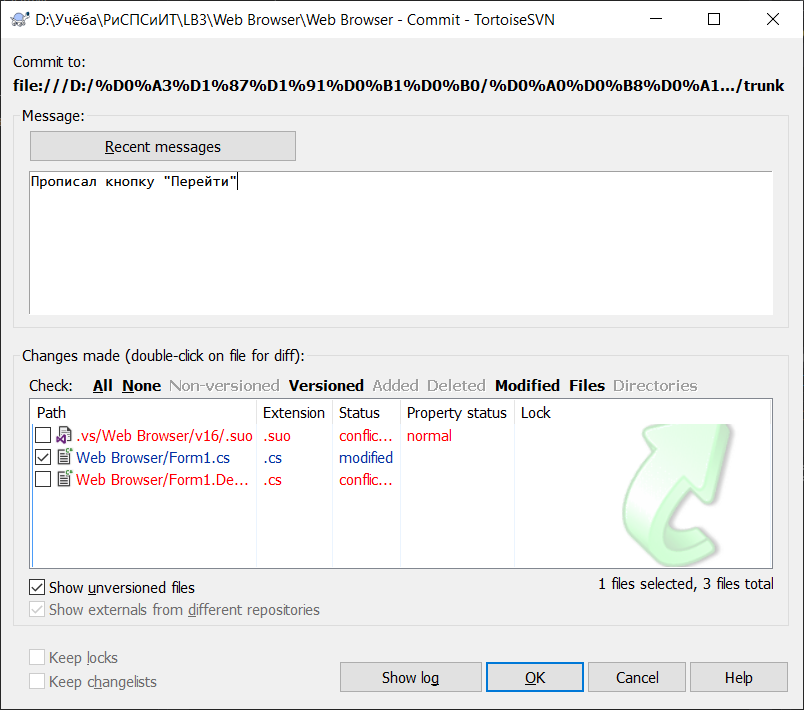 D:\Учёба\РиСПСиИТ\LB3\Web Browser\Web Browser - Commit - TortoiseSVN
Commit to:
file:///D:/%D0%A3%D1%87%D1%91%D0%B1%D0%B0/%D0%A0%D0%B8%D0%A1.../trunk
Message:
Recent messages
Прописал кнопку "Перейти"
Changes made (double-click on file for diff):
Check: All None Non-versioned Versioned Added Deleted Modified Files Directories
Path Extension Status Property status Lock
.vs/Web Browser/v16/.suo .suo conflic... normal
Web Browser/Form1.cs .cs modified
Web Browser/Form1.De... .cs conflic...
Show unversioned files 1 files selected, 3 files total
Show externals from different repositories
Keep locks
Keep changelists
Show log OK Cancel Help